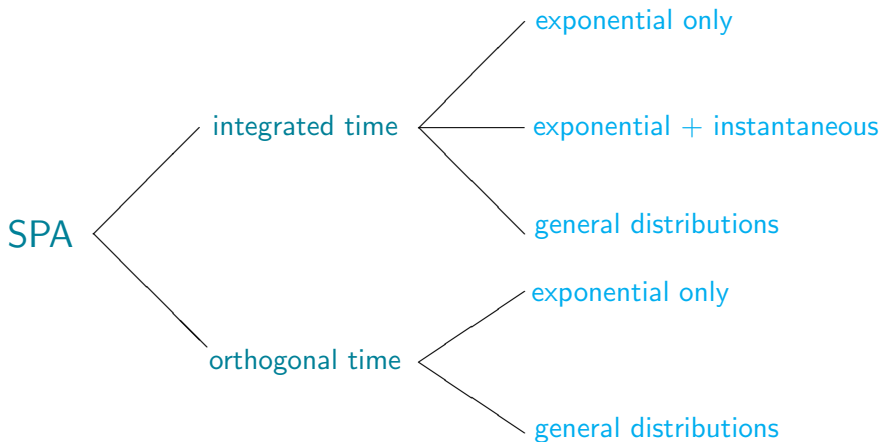 SPA
integrated time
exponential only
exponential + instantaneous
general distributions
orthogonal time
exponential only
general distributions